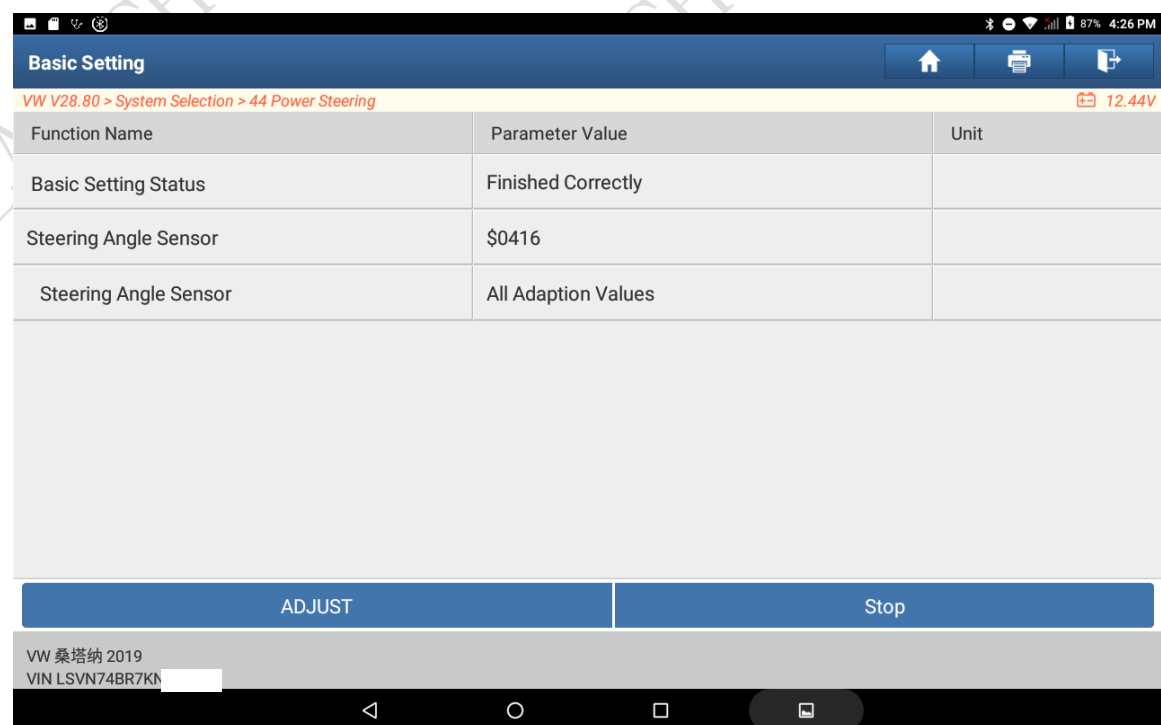 87% 4:26 PM
Basic Setting
VW V28.80 > System Selection > 44 Power Steering 12.44V
Function Name Parameter Value Unit
Basic Setting Status Finished Correctly
Steering Angle Sensor $0416
Steering Angle Sensor All Adaption Values
ADJUST Stop
VW 桑塔纳 2019
VIN LSVN74BR7KN